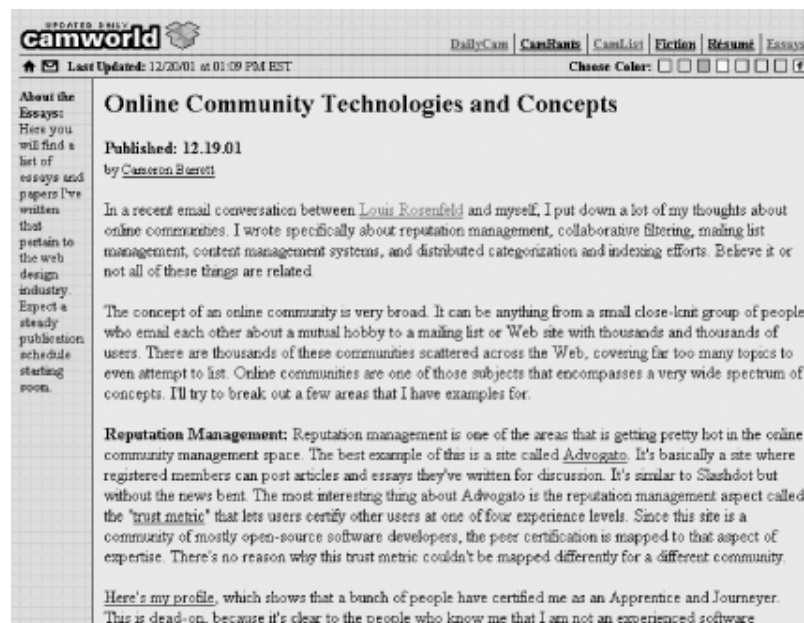 UPDATED DAILY
camworld
DailyCam | CamRants | CamList | Fiction | Résumé | Essays
Last Updated: 12/20/01 at 01:09 PM EST
Choose Color:
About the
Essays:
Here you
will find a
list of
essays and
papers I've
written
that
pertain to
the web
design
industry.
Expect a
steady
publication
schedule
starting
soon.
Online Community Technologies and Concepts
Published: 12.19.01
by Cameron Barrett
In a recent email conversation between Louis Rosenfeld and myself, I put down a lot of my thoughts about
online communities. I wrote specifically about reputation management, collaborative filtering, mailing list
management, content management systems, and distributed categorization and indexing efforts. Believe it or
not all of these things are related.
The concept of an online community is very broad. It can be anything from a small close-knit group of people
who email each other about a mutual hobby to a mailing list or Web site with thousands and thousands of
users. There are thousands of these communities scattered across the Web, covering far too many topics to
even attempt to list. Online communities are one of those subjects that encompasses a very wide spectrum of
concepts. I'll try to break out a few areas that I have examples for.
Reputation Management: Reputation management is one of the areas that is getting pretty hot in the online
community management space. The best example of this is a site called Advogato. It's basically a site where
registered members can post articles and essays they've written for discussion. It's similar to Slashdot but
without the news bent. The most interesting thing about Advogato is the reputation management aspect called
the "trust metric" that lets users certify other users at one of four experience levels. Since this site is a
community of mostly open-source software developers, the peer certification is mapped to that aspect of
expertise. There's no reason why this trust metric couldn't be mapped differently for a different community.
Here's my profile, which shows that a bunch of people have certified me as an Apprentice and Journeyer.
This is dead-on, because it's clear to the people who know me that I am not an experienced software